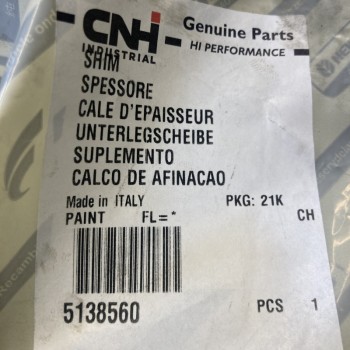 CNH
INDUSTRIAL
Genuine Parts
HI PERFORMANCE
SHIM
SPESSORE
CALE D'EPAISSEUR
UNTERLEGSCHEIBE
SUPLEMENTO
CALCO DE AFINACAO
Made in ITALY PKG: 21K
PAINT FL=* CH
5138560 PCS 1